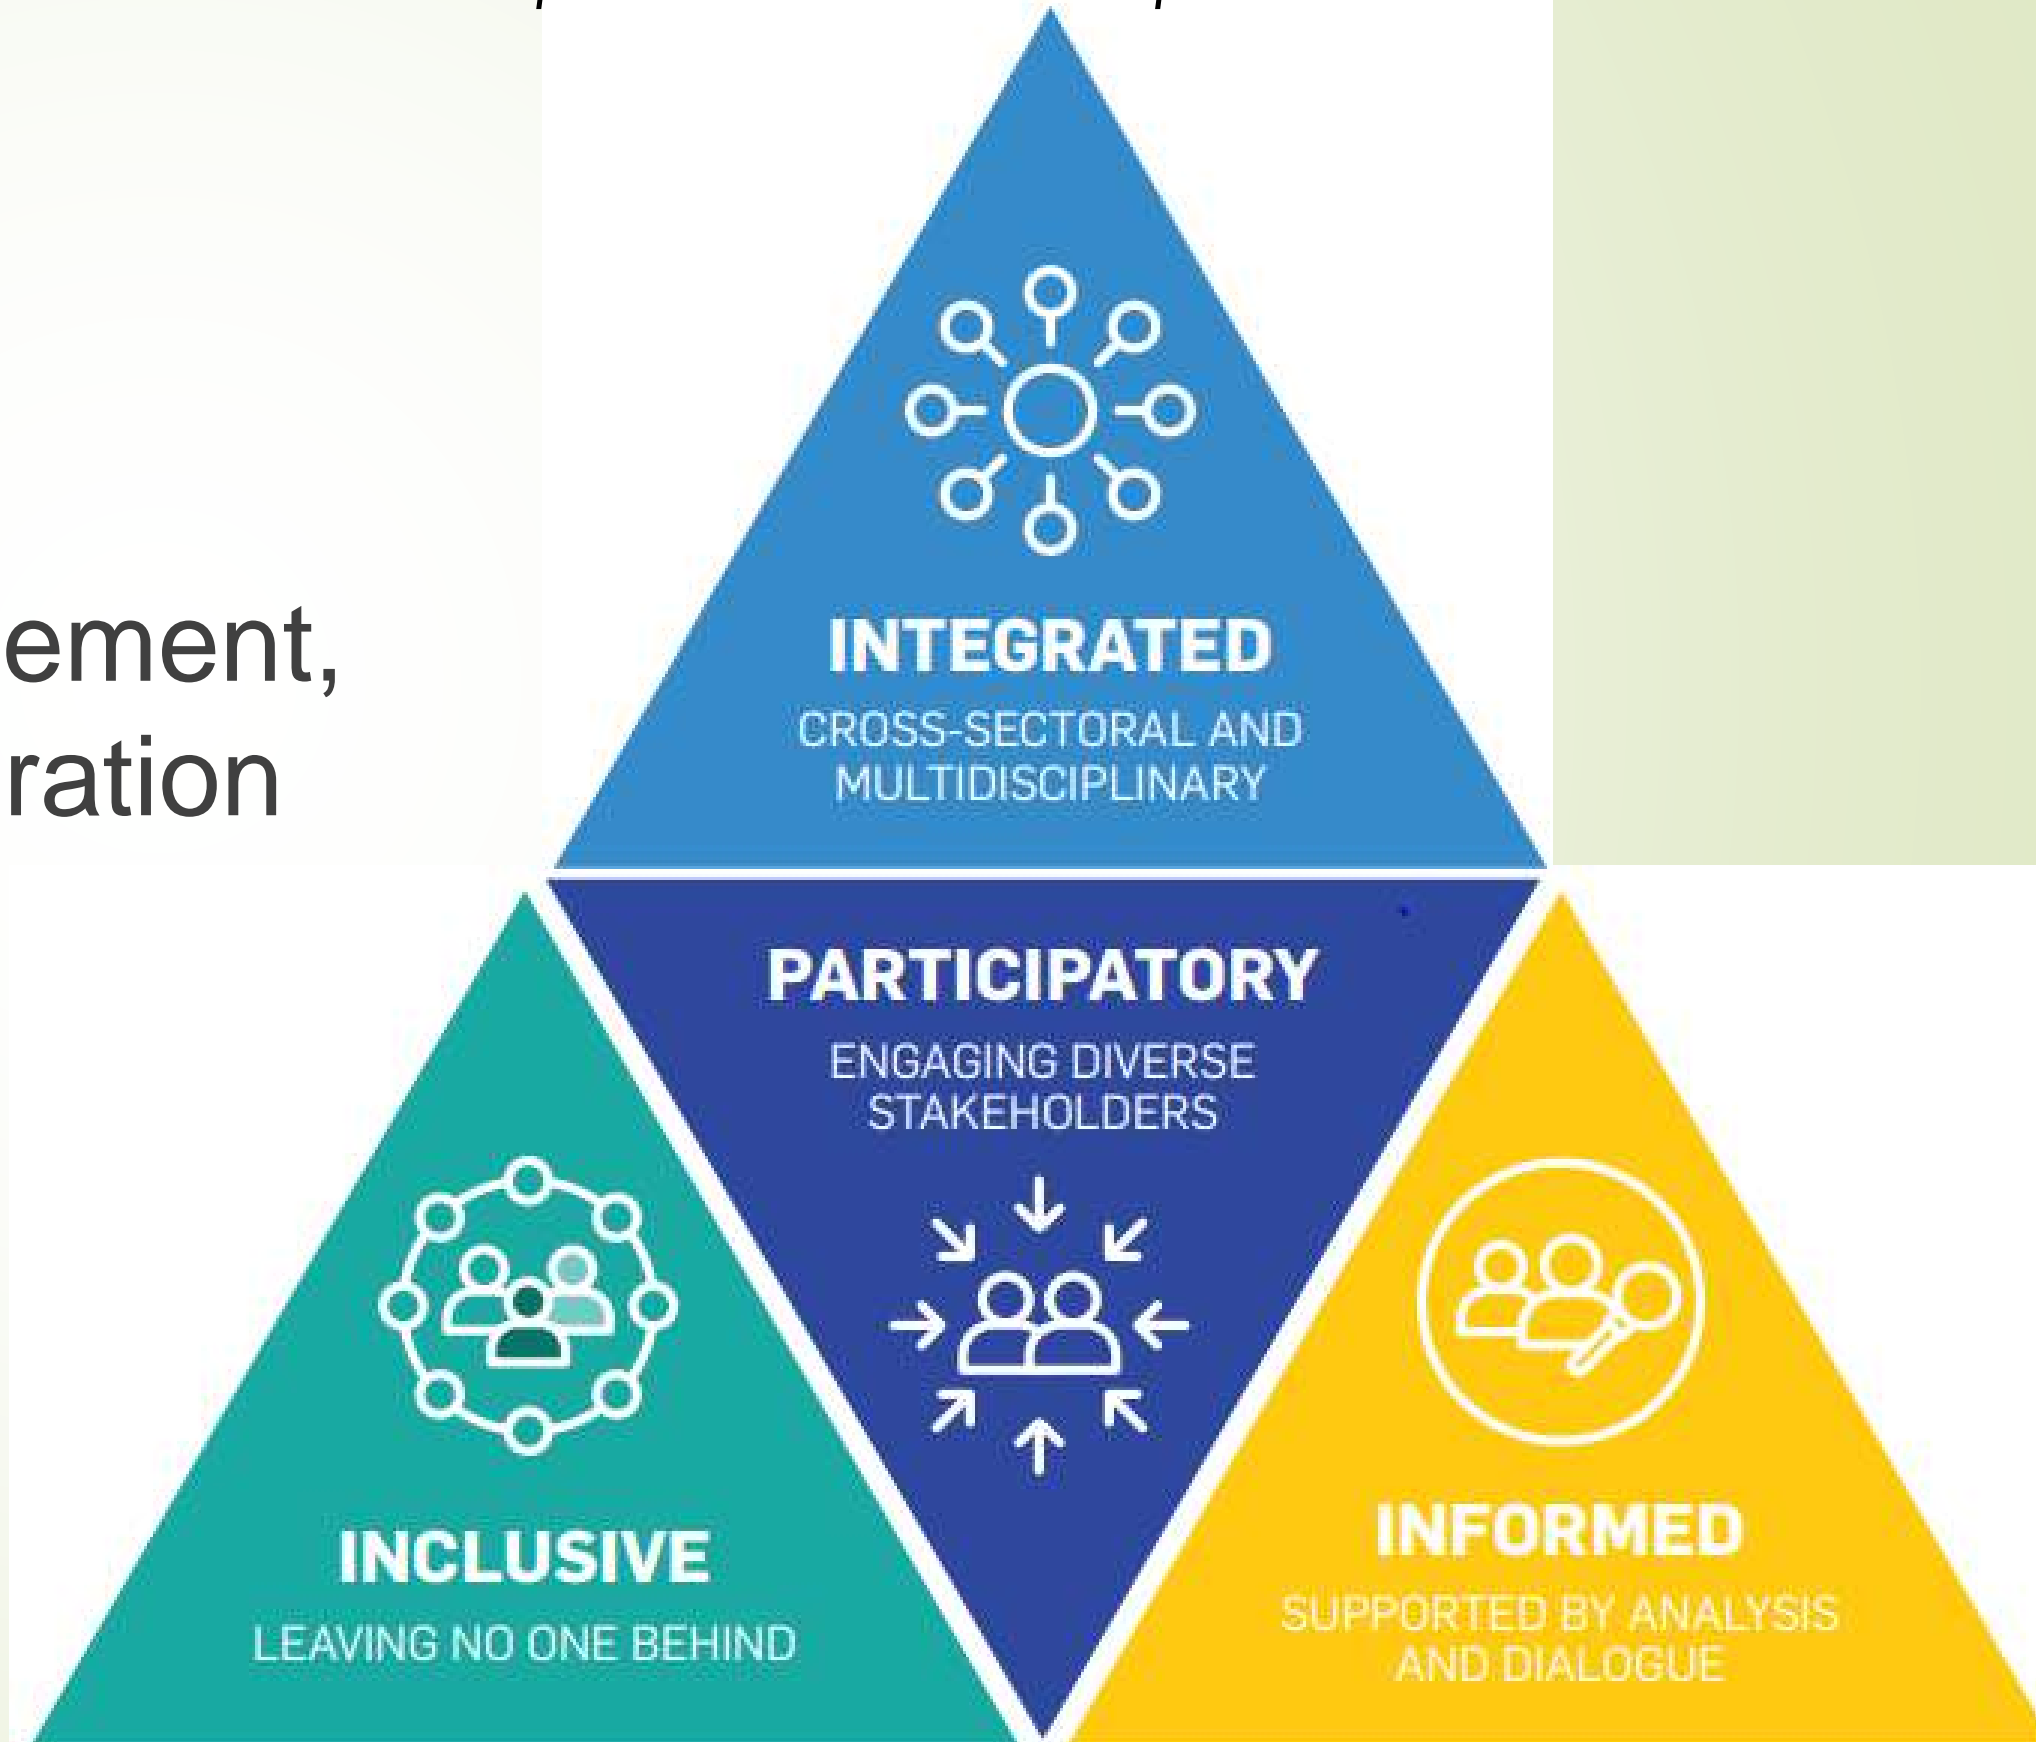 ement,
ration
INTEGRATED
CROSS-SECTORAL AND
MULTIDISCIPLINARY
PARTICIPATORY
ENGAGING DIVERSE
STAKEHOLDERS
INCLUSIVE
LEAVING NO ONE BEHIND
INFORMED
SUPPORTED BY ANALYSIS
AND DIALOGUE